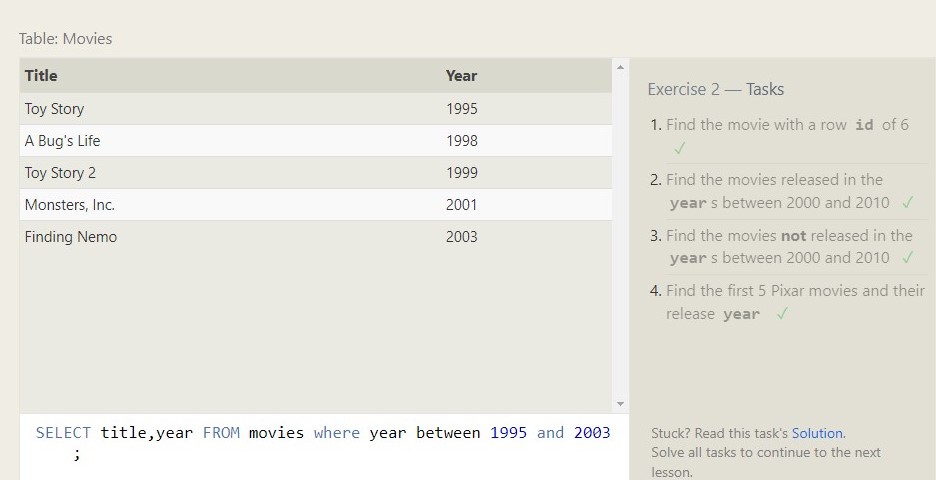 Table: Movies
Title Year
Toy Story 1995
A Bug's Life 1998
Toy Story 2 1999
Monsters, Inc. 2001
Finding Nemo 2003
SELECT title,year FROM movies where year between 1995 and 2003
;
Exercise 2 — Tasks
1. Find the movie with a row id of 6
✓
2. Find the movies released in the
year s between 2000 and 2010 ✓
3. Find the movies not released in the
year s between 2000 and 2010 ✓
4. Find the first 5 Pixar movies and their
release year ✓
Stuck? Read this task's Solution.
Solve all tasks to continue to the next
lesson.